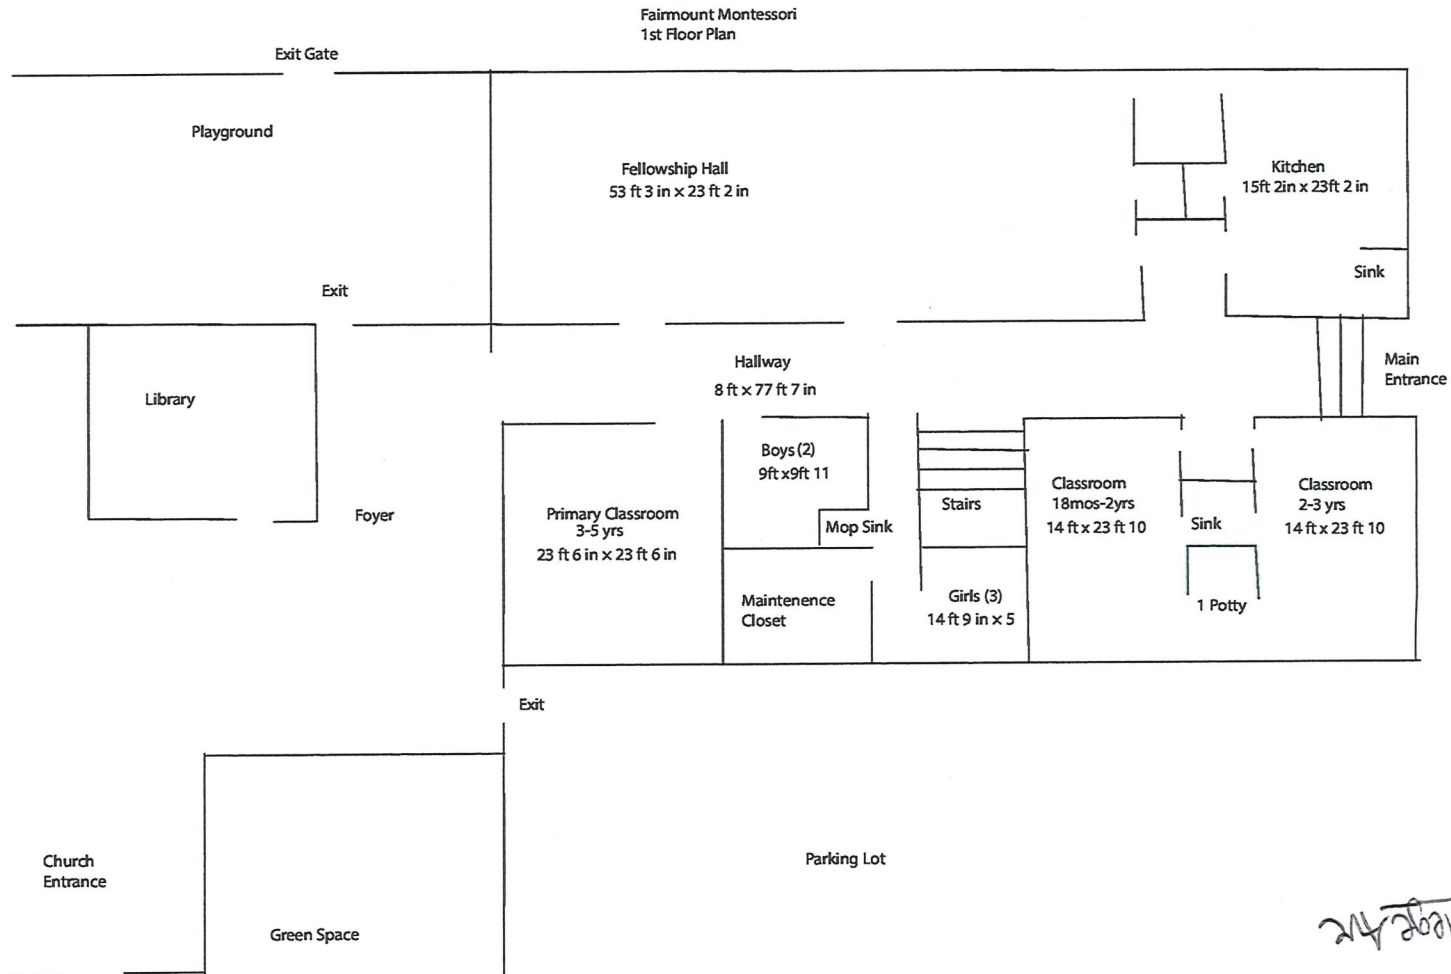 Fairmount Montessori
1st Floor Plan
Exit Gate
Playground
Fellowship Hall
53 ft 3 in x 23 ft 2 in
Kitchen
15ft 2in x 23ft 2 in
Sink
Exit
Main
Entrance
Hallway
8 ft x 77 ft 7 in
Library
Boys (2)
9ft x9ft 11
Foyer
Primary Classroom
3-5 yrs
23 ft 6 in x 23 ft 6 in
Mop Sink
Stairs
Classroom
18mos-2yrs
14 ft x 23 ft 10
Sink
Classroom
2-3 yrs
14 ft x 23 ft 10
Maintenence
Closet
Girls (3)
14 ft 9 in x 5
1 Potty
Exit
Church
Entrance
Parking Lot
Green Space